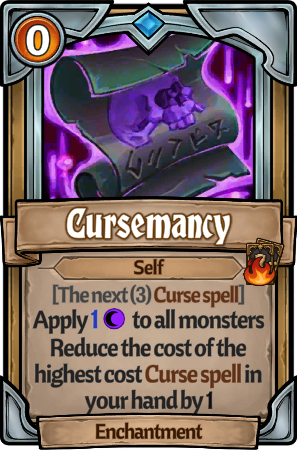 0
Cursemancy
Self
[The next (3) Curse spell]
Apply 1 to all monsters
Reduce the cost of the
highest cost Curse spell in
your hand by 1
Enchantment